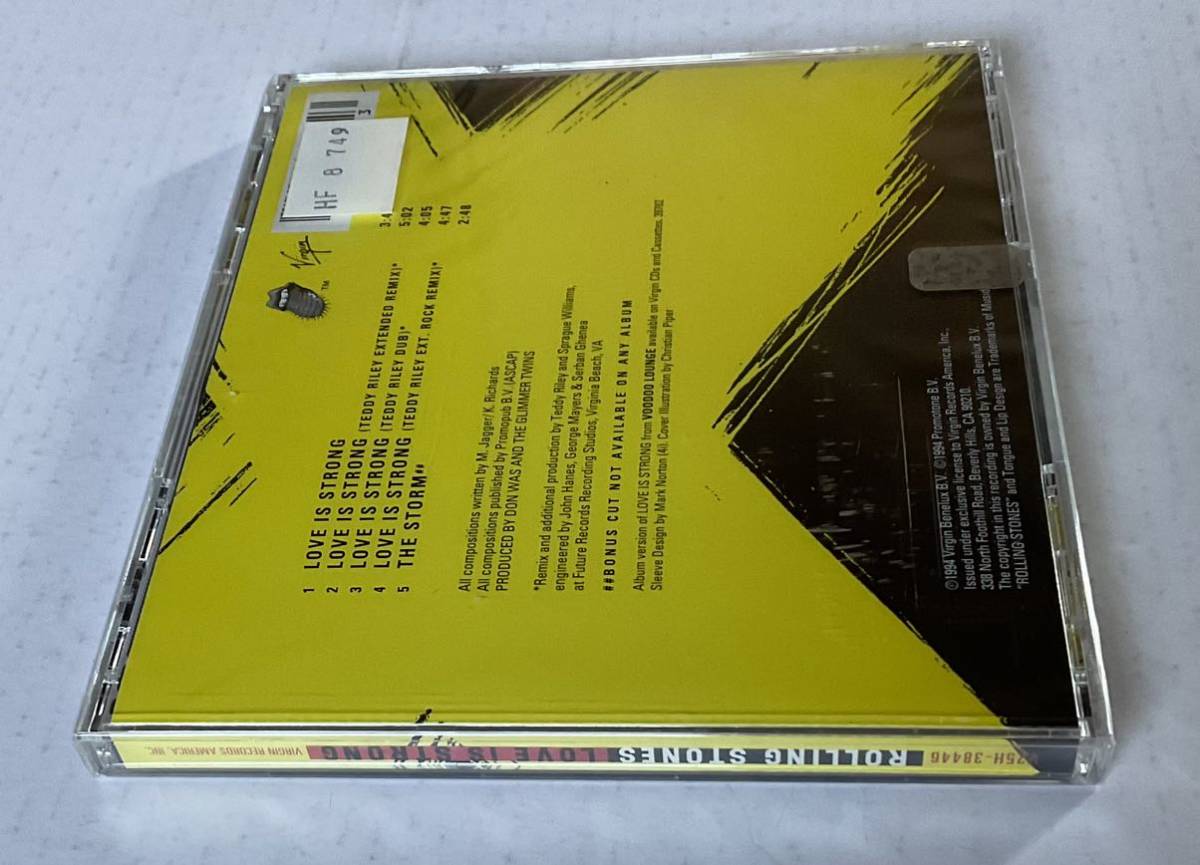 1 LOVE IS STRONG
2 LOVE IS STRONG (TEDDY RILEY EXTENDED REMIX)* 5:02
3 LOVE IS STRONG (TEDDY RILEY DUB)* 4:05
4 LOVE IS STRONG (TEDDY RILEY EXT. ROCK REMIX)* 4:47
5 THE STORM## 2:48
All compositions written by M. Jagger/K. Richards
All compositions published by Promopub B.V. (ASCAP)
PRODUCED BY DON WAS AND THE GLIMMER TWINS
*Remix and additional production by Teddy Riley and Sprague Williams,
engineered by John Hanes, George Mayers & Serban Ghenea
at Future Records Recording Studios, Virginia Beach, VA
##BONUS CUT NOT AVAILABLE ON ANY ALBUM
Album version of LOVE IS STRONG from VOODOO LOUNGE available on Virgin CDs and Cassettes: 39782
Sleeve Design by Mark Norton (4i). Cover Illustration by Christian Piper
©1994 Virgin Benelux B.V. ℗1994 Promotone B.V.
Issued under exclusive license to Virgin Records America, Inc.,
338 North Foothill Road, Beverly Hills, CA 90210.
The copyright in this recording is owned by Virgin Benelux B.V.
"ROLLING STONES" and Tongue and Lip Design are Trademarks of Musid
TM
Virgin
HF 8 749
3
25H-38446 ROLLING STONES LOVE IS STRONG VIRGIN RECORDS AMERICA, INC.